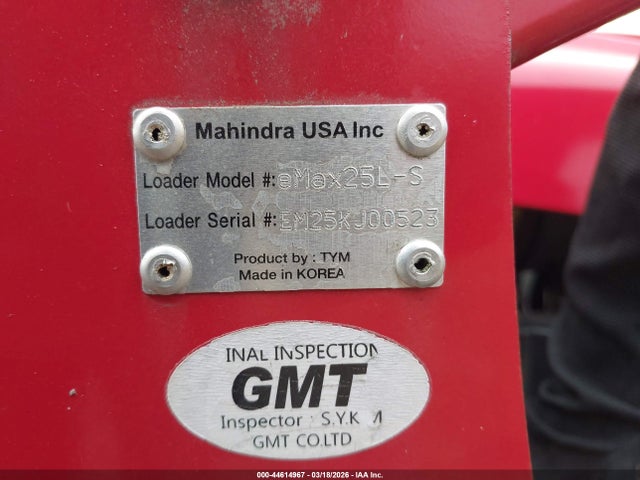 Mahindra USA Inc
Loader Model #: eMax25L-S
Loader Serial #: EM25KJ00523
Product by : TYM
Made in KOREA
INAL INSPECTION
GMT
Inspector : S.Y.K
GMT CO.LTD
000-44614967 - 03/18/2026 - IAA Inc.